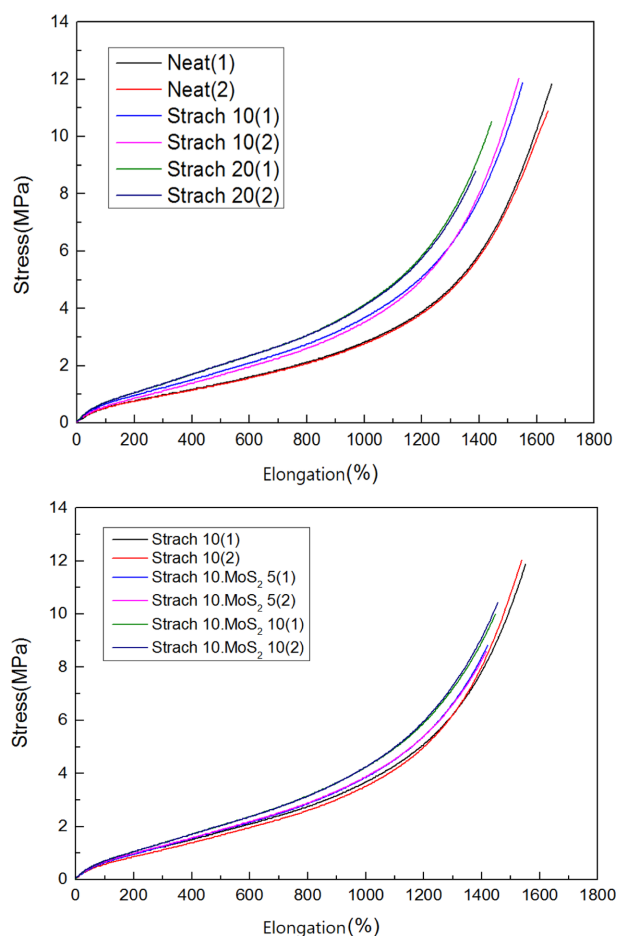 14
12
10
8
6
4
2
0
Stress(MPa)
Neat(1)
Neat(2)
Strach 10(1)
Strach 10(2)
Strach 20(1)
Strach 20(2)
0 200 400 600 800 1000 1200 1400 1600 1800
Elongation(%)
14
12
10
8
6
4
2
0
Stress(MPa)
Strach 10(1)
Strach 10(2)
Strach 10.MoS₂ 5(1)
Strach 10.MoS₂ 5(2)
Strach 10.MoS₂ 10(1)
Strach 10.MoS₂ 10(2)
0 200 400 600 800 1000 1200 1400 1600 1800
Elongation(%)